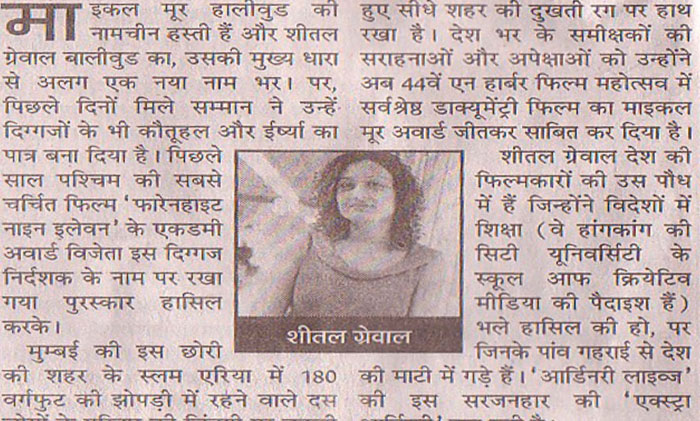 माइकल मूर हालीवुड की
नामचीन हस्ती हैं और शीतल
ग्रेवाल बालीवुड का, उसकी मुख्य धारा
से अलग एक नया नाम भर। पर,
पिछले दिनों मिले सम्मान ने उन्हें
दिग्गजों के भी कौतूहल और ईर्ष्या का
पात्र बना दिया है। पिछले
साल पश्चिम की सबसे
चर्चित फिल्म ‘फारेनहाइट
नाइन इलेवन’ के एकडमी
अवार्ड विजेता इस दिग्गज
निर्दशक के नाम पर रखा
गया पुरस्कार हासिल
करके।
मुम्बई की इस छोरी
की शहर के स्लम एरिया में 180
वर्गफुट की झोपड़ी में रहने वाले दस
हुए सीधे शहर की दुखती रग पर हाथ
रखा है। देश भर के समीक्षकों की
सराहनाओं और अपेक्षाओं को उन्होंने
अब 44वें एन हार्बर फिल्म महोत्सव में
सर्वश्रेष्ठ डाक्यूमेंट्री फिल्म का माइकल
मूर अवार्ड जीतकर साबित कर दिया है।
शीतल ग्रेवाल देश की
फिल्मकारों की उस पौध
में हैं जिन्होंने विदेशों में
शिक्षा (वे हांगकांग की
सिटी यूनिवर्सिटी के
स्कूल आफ क्रियेटिव
मीडिया की पैदाइश हैं)
भले हासिल की हो, पर
जिनके पांव गहराई से देश
की माटी में गड़े हैं। ‘आर्डिनरी लाइव्ज’
की इस सरजनहार की ‘एक्स्ट्रा
शीतल ग्रेवाल